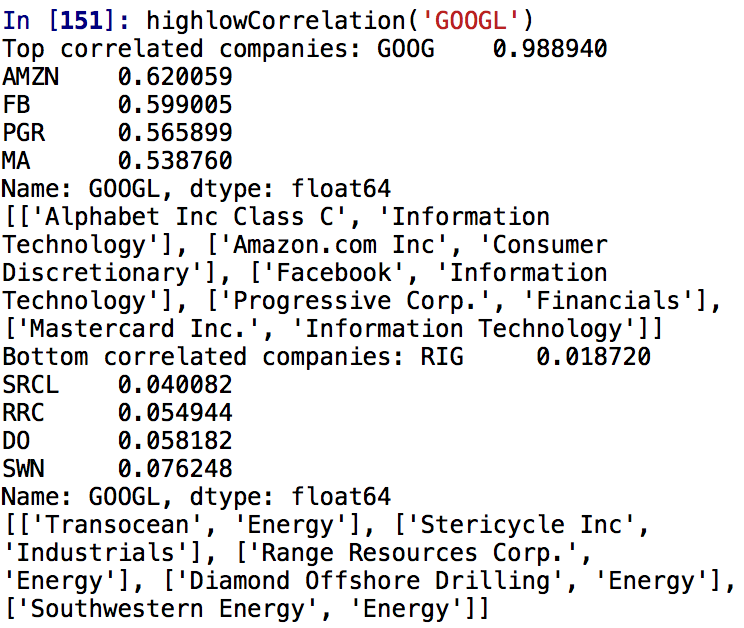 In [151]: highlowCorrelation('GOOGL')
Top correlated companies: GOOG    0.988940
AMZN    0.620059
FB      0.599005
PGR     0.565899
MA      0.538760
Name: GOOGL, dtype: float64
[['Alphabet Inc Class C', 'Information
Technology'], ['Amazon.com Inc', 'Consumer
Discretionary'], ['Facebook', 'Information
Technology'], ['Progressive Corp.', 'Financials'],
['Mastercard Inc.', 'Information Technology']]
Bottom correlated companies: RIG     0.018720
SRCL    0.040082
RRC     0.054944
DO      0.058182
SWN     0.076248
Name: GOOGL, dtype: float64
[['Transocean', 'Energy'], ['Stericycle Inc',
'Industrials'], ['Range Resources Corp.',
'Energy'], ['Diamond Offshore Drilling', 'Energy'],
['Southwestern Energy', 'Energy']]